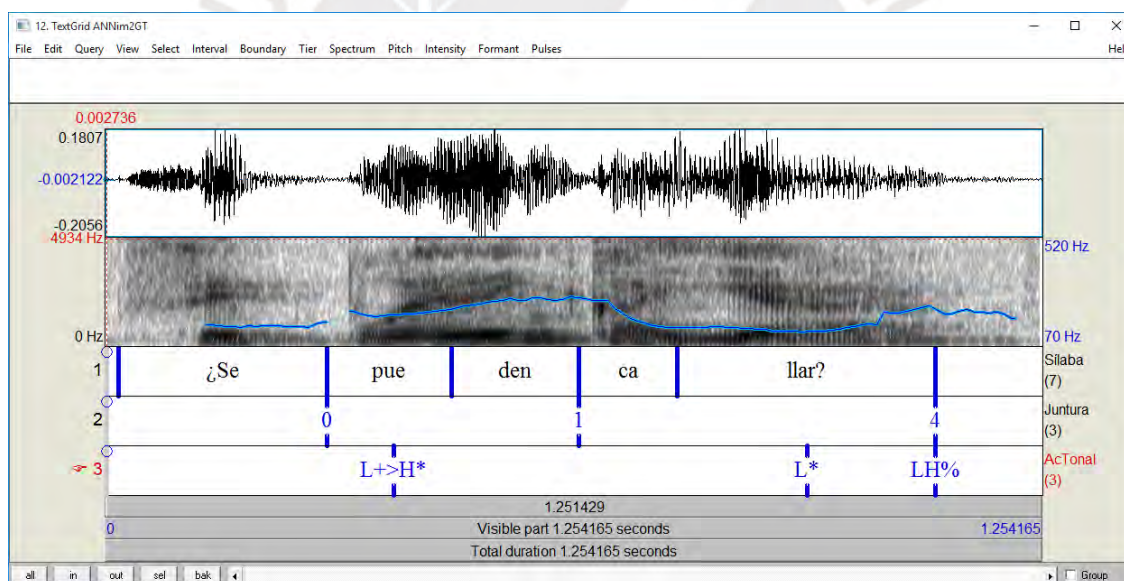 12. TextGrid ANNim2GT
File Edit Query View Select Interval Boundary Tier Spectrum Pitch Intensity Formant Pulses Hel
0.002736
0.1807
-0.002122
-0.2056
4934 Hz 520 Hz
0 Hz 70 Hz
1 ¿Se pue den ca llar? Sílaba
(7)
2 0 1 4 Juntura
(3)
3 L+>H* L* LH% AcTonal
(3)
1.251429
0 Visible part 1.254165 seconds 1.254165
Total duration 1.254165 seconds
all in out sel bak Group